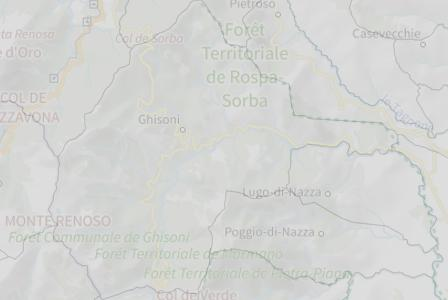 Pietroso
Col de Sorba
Forêt
Territoriale
de Rospa-
Sorba
Casevecchie
ta Renosa
e d'Oro
COL DE
ZZAVONA
Ghisoni
Lugo-di-Nazza
MONTE RENOSO
Poggio-di-Nazza
Forêt Communale de Ghisoni
Forêt Territoriale de Marmano
Forêt Territoriale de Pietra-Piana
Col de Verde